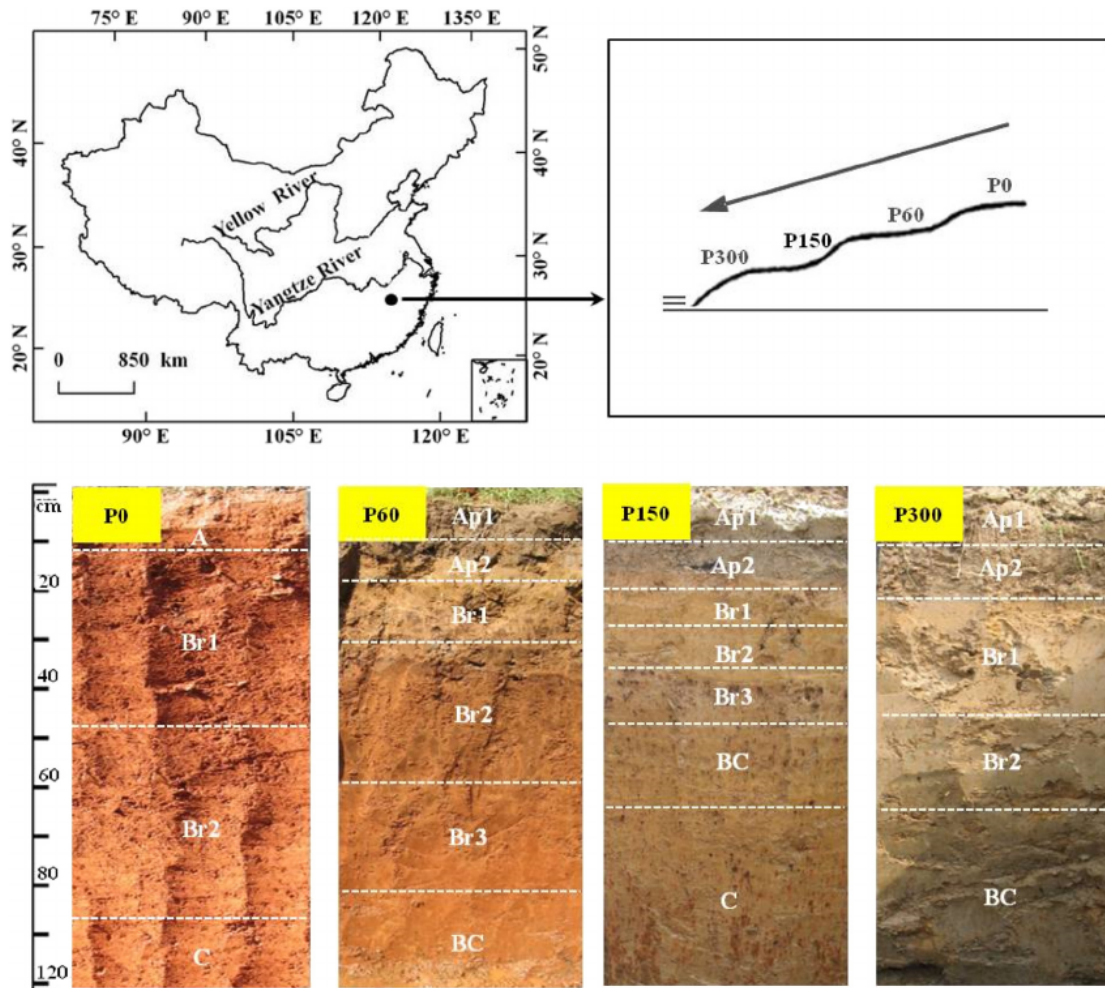 75° E 90° E 105° E 120° E 135° E
50° N
40° N
30° N
20° N
40° N
30° N
20° N
Yellow River
Yangtze River
0 850 km
90° E 105° E 120° E
P0
P60
P150
P300
cm
20
40
60
80
120
P0
A
Br1
Br2
C
P60
Ap1
Ap2
Br1
Br2
Br3
BC
P150
Ap1
Ap2
Br1
Br2
Br3
BC
C
P300
Ap1
Ap2
Br1
Br2
BC